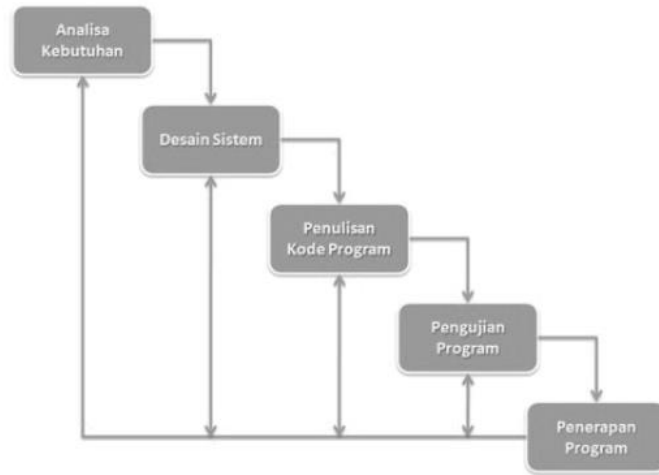 Analisa
Kebutuhan
Desain Sistem
Penulisan
Kode Program
Pengujian
Program
Penerapan
Program